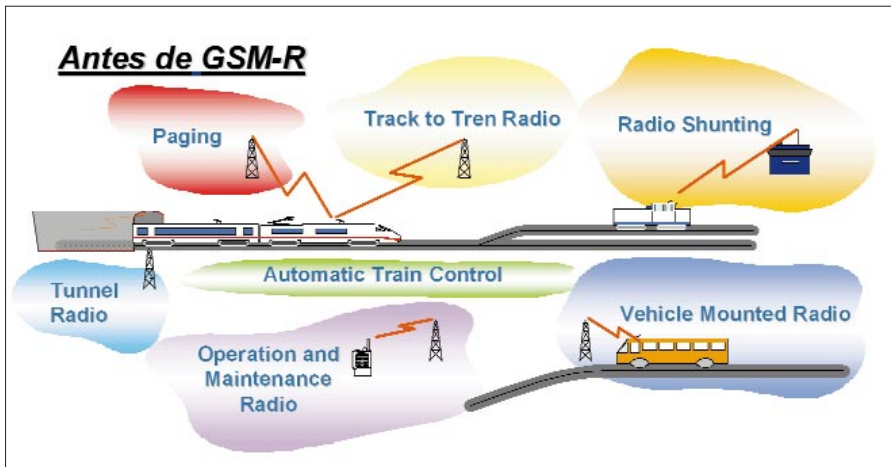 Antes de GSM-R
Paging
Track to Tren Radio
Radio Shunting
Automatic Train Control
Tunnel
Radio
Vehicle Mounted Radio
Operation and
Maintenance
Radio